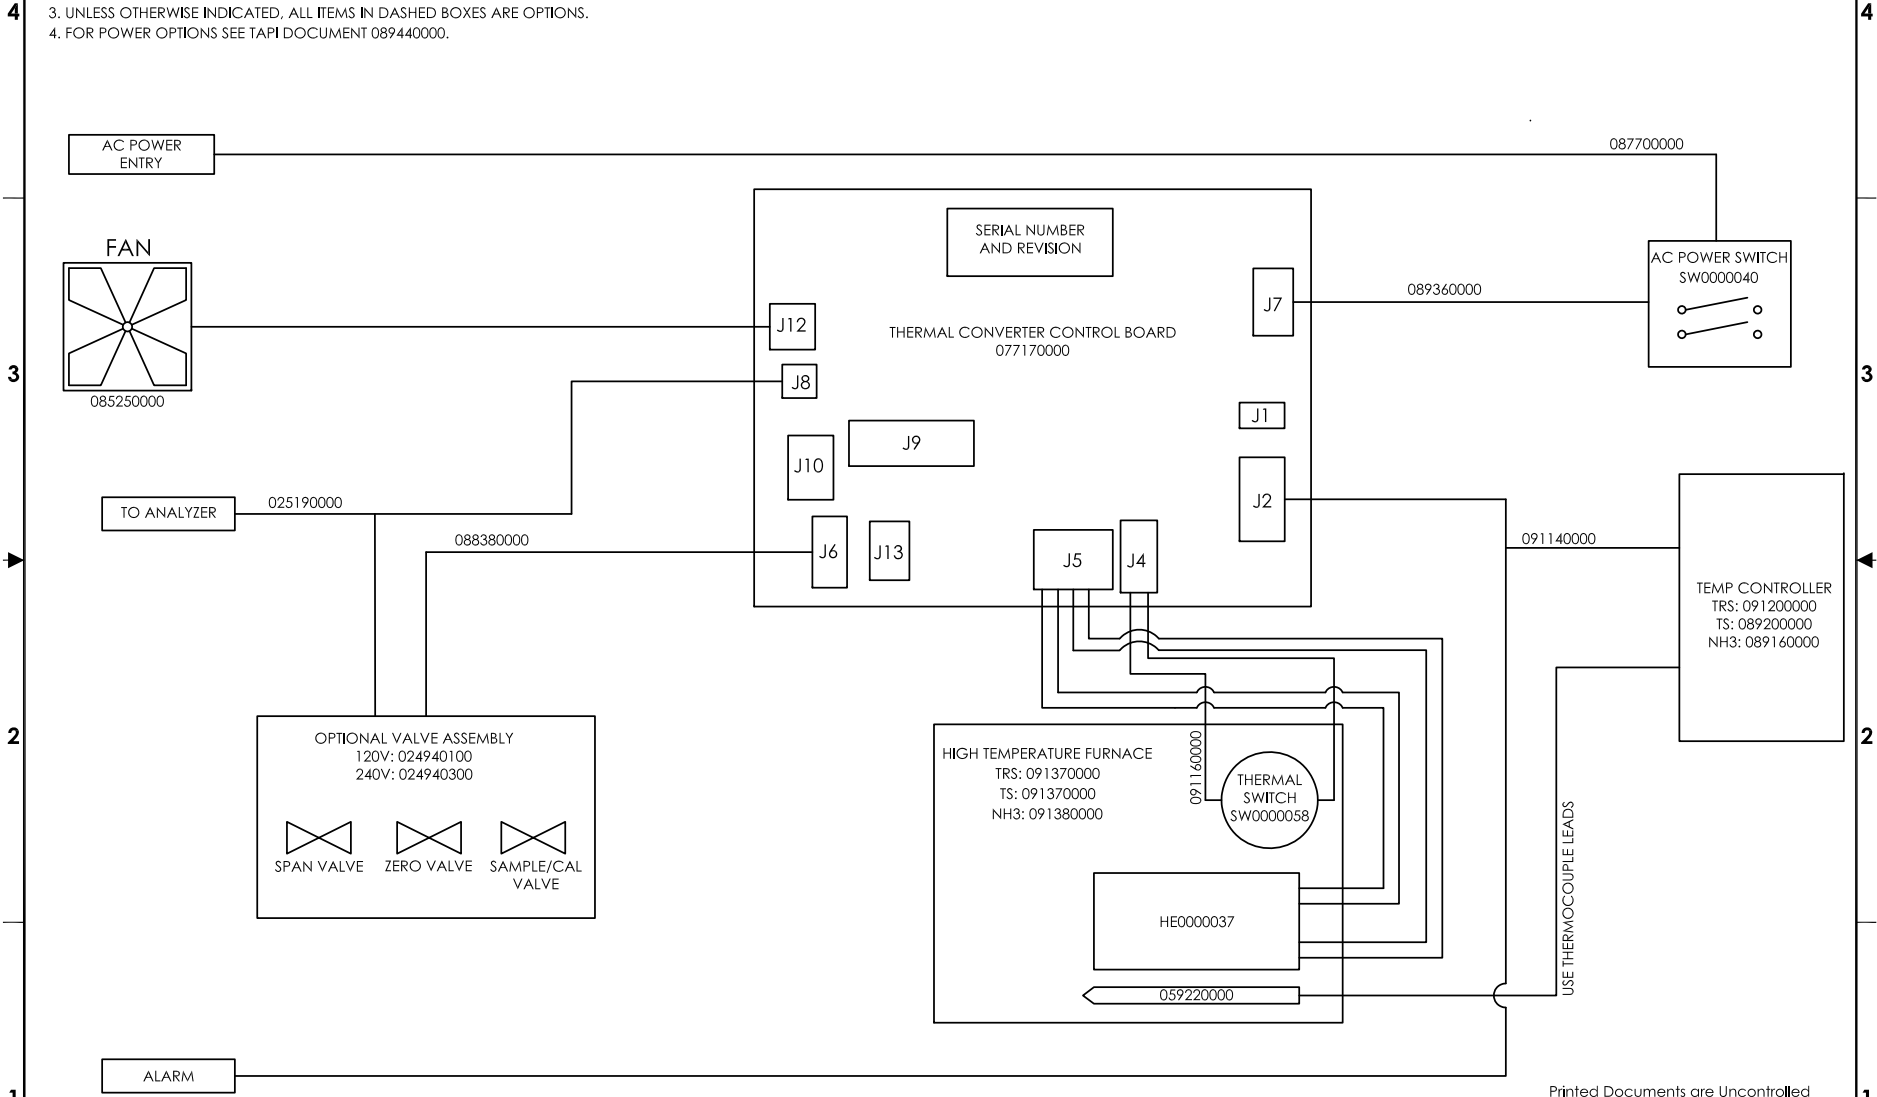 4
4
3. UNLESS OTHERWISE INDICATED, ALL ITEMS IN DASHED BOXES ARE OPTIONS.
4. FOR POWER OPTIONS SEE TAPI DOCUMENT 089440000.
AC POWER
ENTRY
087700000
SERIAL NUMBER
AND REVISION
FAN
085250000
AC POWER SWITCH
SW0000040
089360000
J7
J12
THERMAL CONVERTER CONTROL BOARD
077170000
3
3
J8
J1
J9
J10
J2
TO ANALYZER
025190000
088380000
J6
J13
J5
J4
091140000
TEMP CONTROLLER
TRS: 091200000
TS: 089200000
NH3: 089160000
2
2
OPTIONAL VALVE ASSEMBLY
120V: 024940100
240V: 024940300
SPAN VALVE
ZERO VALVE
SAMPLE/CAL
VALVE
HIGH TEMPERATURE FURNACE
TRS: 091370000
TS: 091370000
NH3: 091380000
091160000
THERMAL
SWITCH
SW0000058
HE0000037
059220000
USE THERMOCOUPLE LEADS
ALARM
1
1
Printed Documents are Uncontrolled